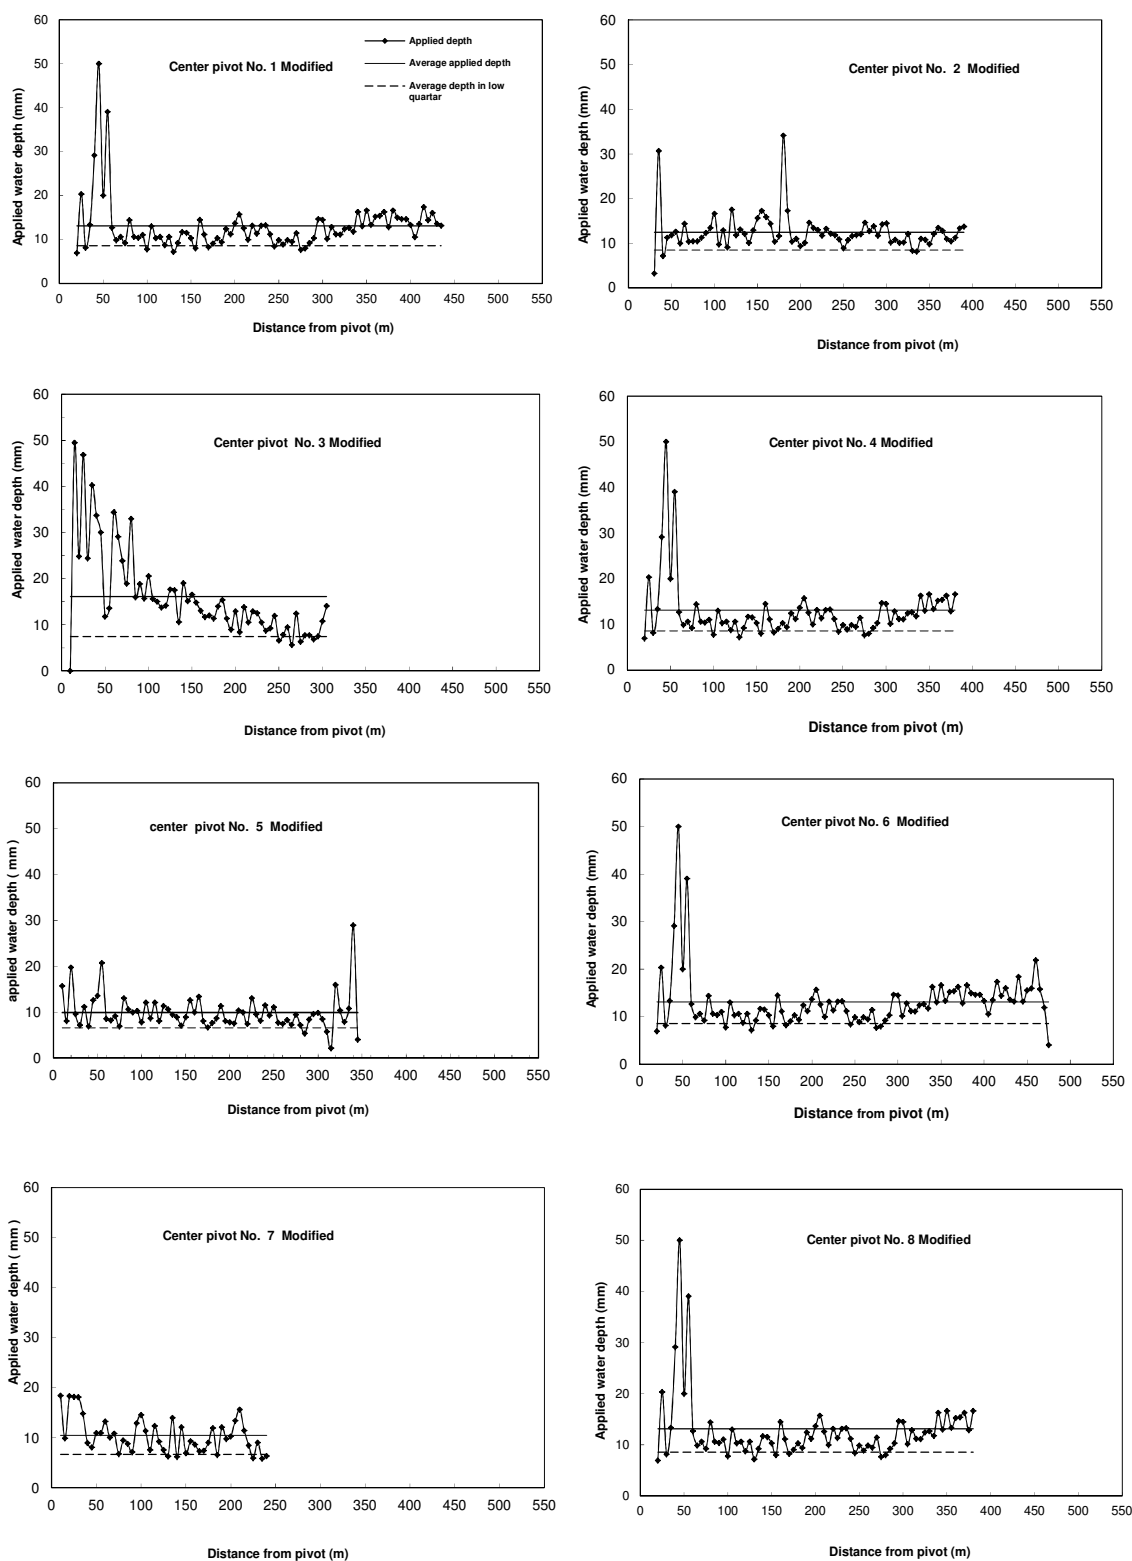 60
50
40
30
20
10
0
Applied water depth (mm)
Center pivot No. 1 Modified
Applied depth
Average applied depth
Average depth in low
quartar
0 50 100 150 200 250 300 350 400 450 500 550
Distance from pivot (m)
60
50
40
30
20
10
0
Applied water depth (mm)
Center pivot No. 2 Modified
0 50 100 150 200 250 300 350 400 450 500 550
Distance from pivot (m)
60
50
40
30
20
10
0
Applied water depth (mm)
Center pivot No. 3 Modified
0 50 100 150 200 250 300 350 400 450 500 550
Distance from pivot (m)
60
50
40
30
20
10
0
Applied water depth (mm)
Center pivot No. 4 Modified
0 50 100 150 200 250 300 350 400 450 500 550
Distance from pivot (m)
60
50
40
30
20
10
0
applied water depth ( mm )
center pivot No. 5 Modified
0 50 100 150 200 250 300 350 400 450 500 550
Distance from pivot (m)
60
50
40
30
20
10
0
Applied water depth (mm)
Center pivot No. 6 Modified
0 50 100 150 200 250 300 350 400 450 500 550
Distance from pivot (m)
60
50
40
30
20
10
0
Applied water depth ( mm )
Center pivot No. 7 Modified
0 50 100 150 200 250 300 350 400 450 500 550
Distance from pivot (m)
60
50
40
30
20
10
0
Applied water depth (mm)
Center pivot No. 8 Modified
0 50 100 150 200 250 300 350 400 450 500 550
Distance from pivot (m)